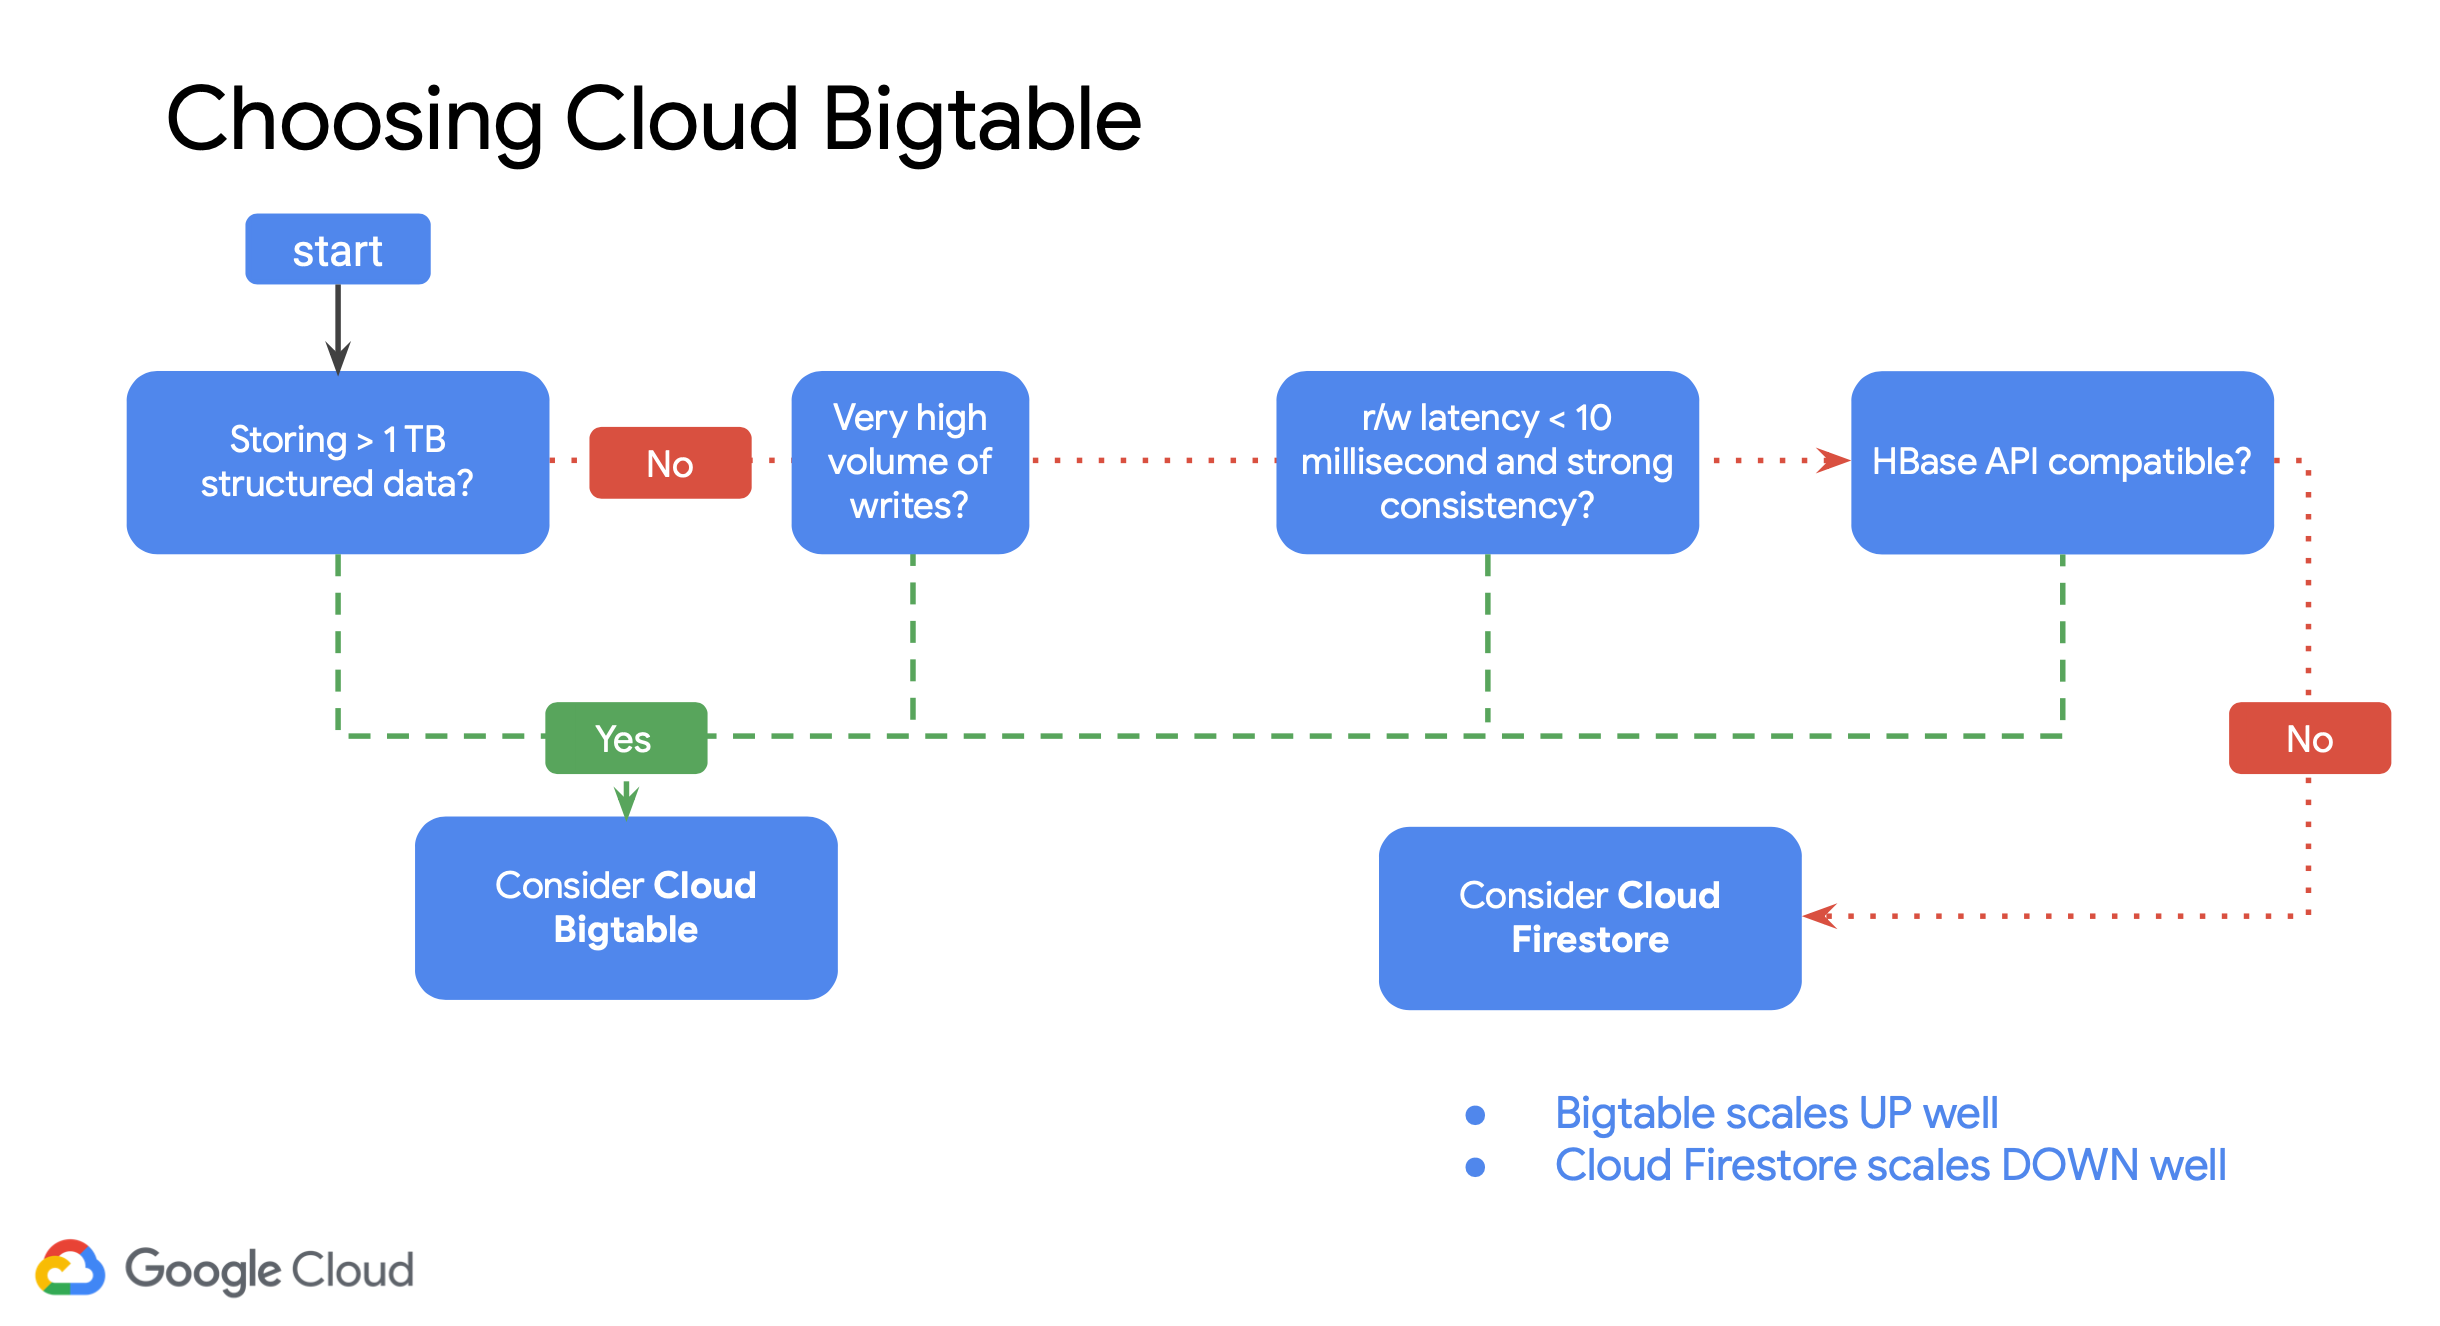 Choosing Cloud Bigtable
start
Storing > 1 TB
structured data?
No
Very high
volume of
writes?
r/w latency < 10
millisecond and strong
consistency?
HBase API compatible?
Yes
No
Consider Cloud
Bigtable
Consider Cloud
Firestore
● Bigtable scales UP well
● Cloud Firestore scales DOWN well
Google Cloud